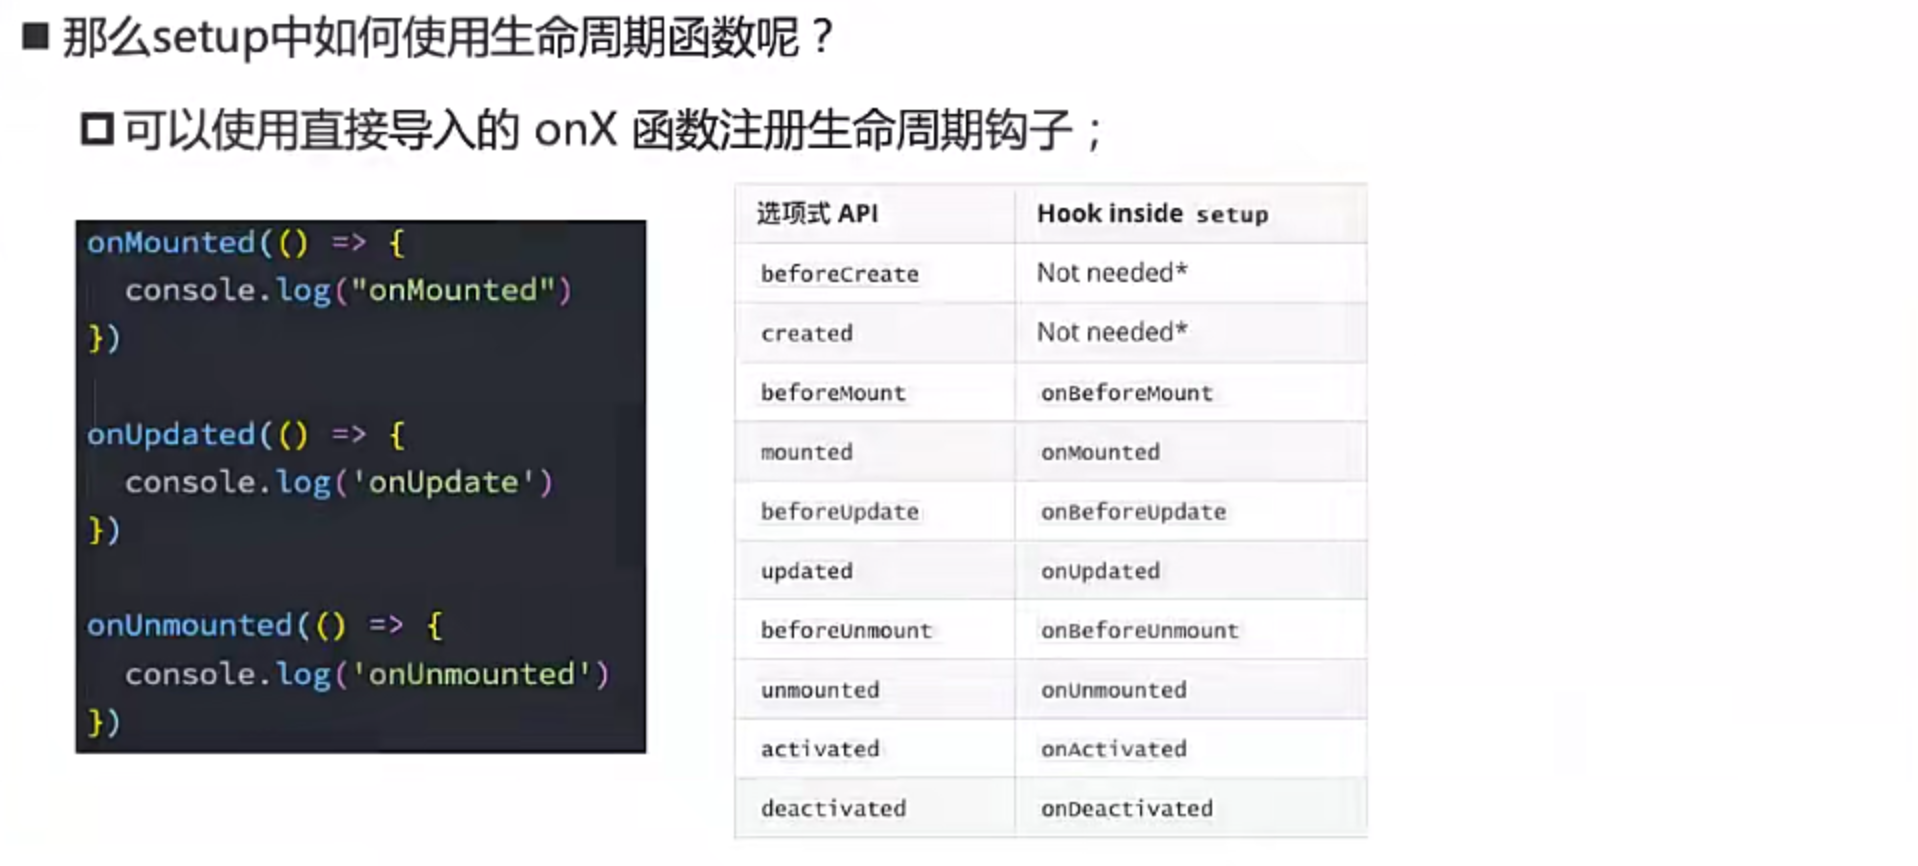 那么setup中如何使用生命周期函数呢？
可以使用直接导入的 onX 函数注册生命周期钩子；
onMounted(() => {
  console.log("onMounted")
})
onUpdated(() => {
  console.log('onUpdate')
})
onUnmounted(() => {
  console.log('onUnmounted')
})
选项式 API Hook inside setup
beforeCreate Not needed*
created Not needed*
beforeMount onBeforeMount
mounted onMounted
beforeUpdate onBeforeUpdate
updated onUpdated
beforeUnmount onBeforeUnmount
unmounted onUnmounted
activated onActivated
deactivated onDeactivated